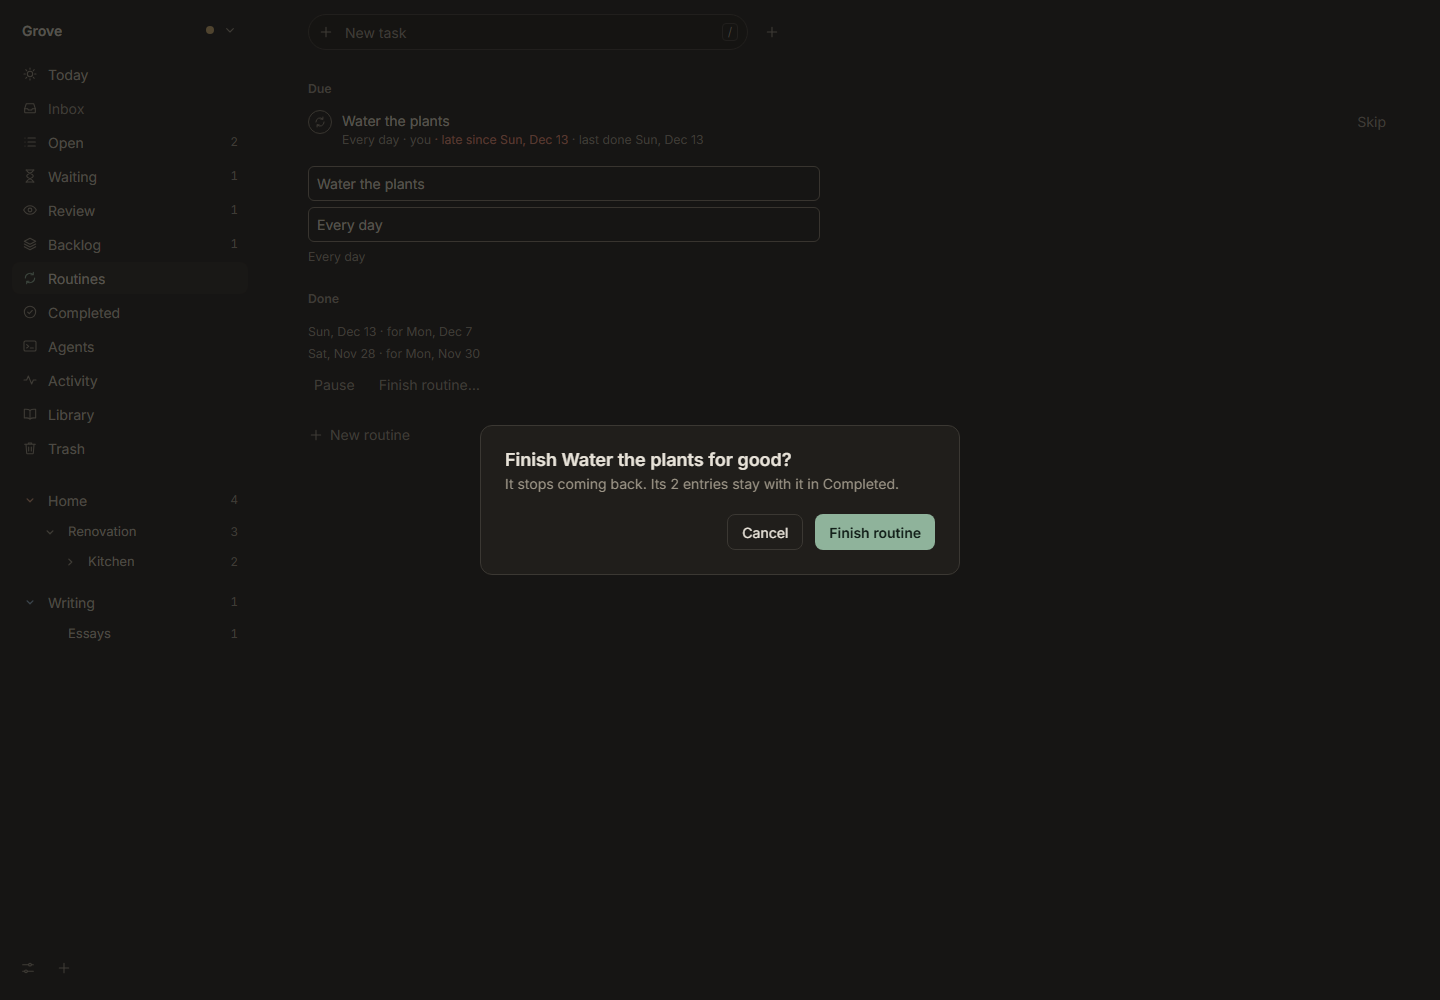 Grove
New task /
Today
Inbox
Open 2
Waiting 1
Review 1
Backlog 1
Routines
Completed
Agents
Activity
Library
Trash
Home 4
Renovation 3
Kitchen 2
Writing 1
Essays 1
Due
Water the plants
Every day · you · late since Sun, Dec 13 · last done Sun, Dec 13
Skip
Water the plants
Every day
Every day
Done
Sun, Dec 13 · for Mon, Dec 7
Sat, Nov 28 · for Mon, Nov 30
Pause Finish routine...
New routine
Finish Water the plants for good?
It stops coming back. Its 2 entries stay with it in Completed.
Cancel Finish routine